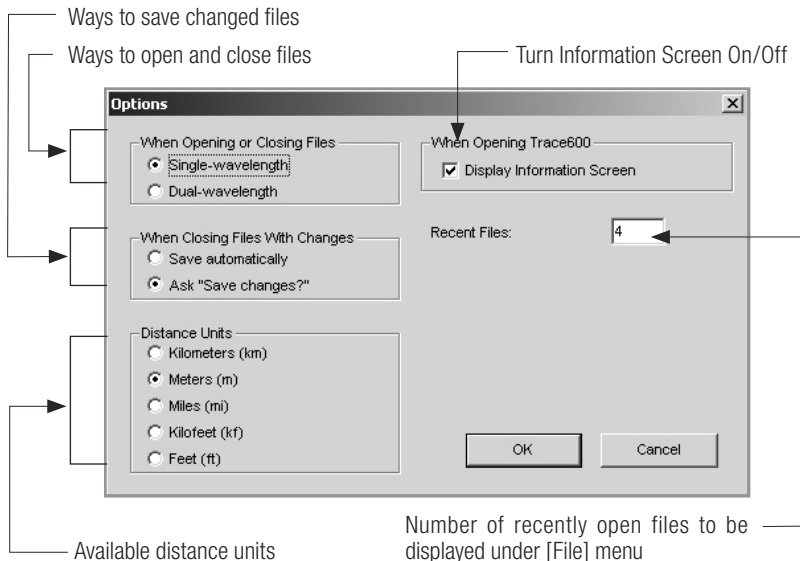 Ways to save changed files
Ways to open and close files
Turn Information Screen On/Off
Options
When Opening or Closing Files
Single-wavelength
Dual-wavelength
When Opening Trace600
Display Information Screen
When Closing Files With Changes
Save automatically
Ask "Save changes?"
Recent Files:
4
Distance Units
Kilometers (km)
Meters (m)
Miles (mi)
Kilofeet (kf)
Feet (ft)
OK
Cancel
Available distance units
Number of recently open files to be
displayed under [File] menu